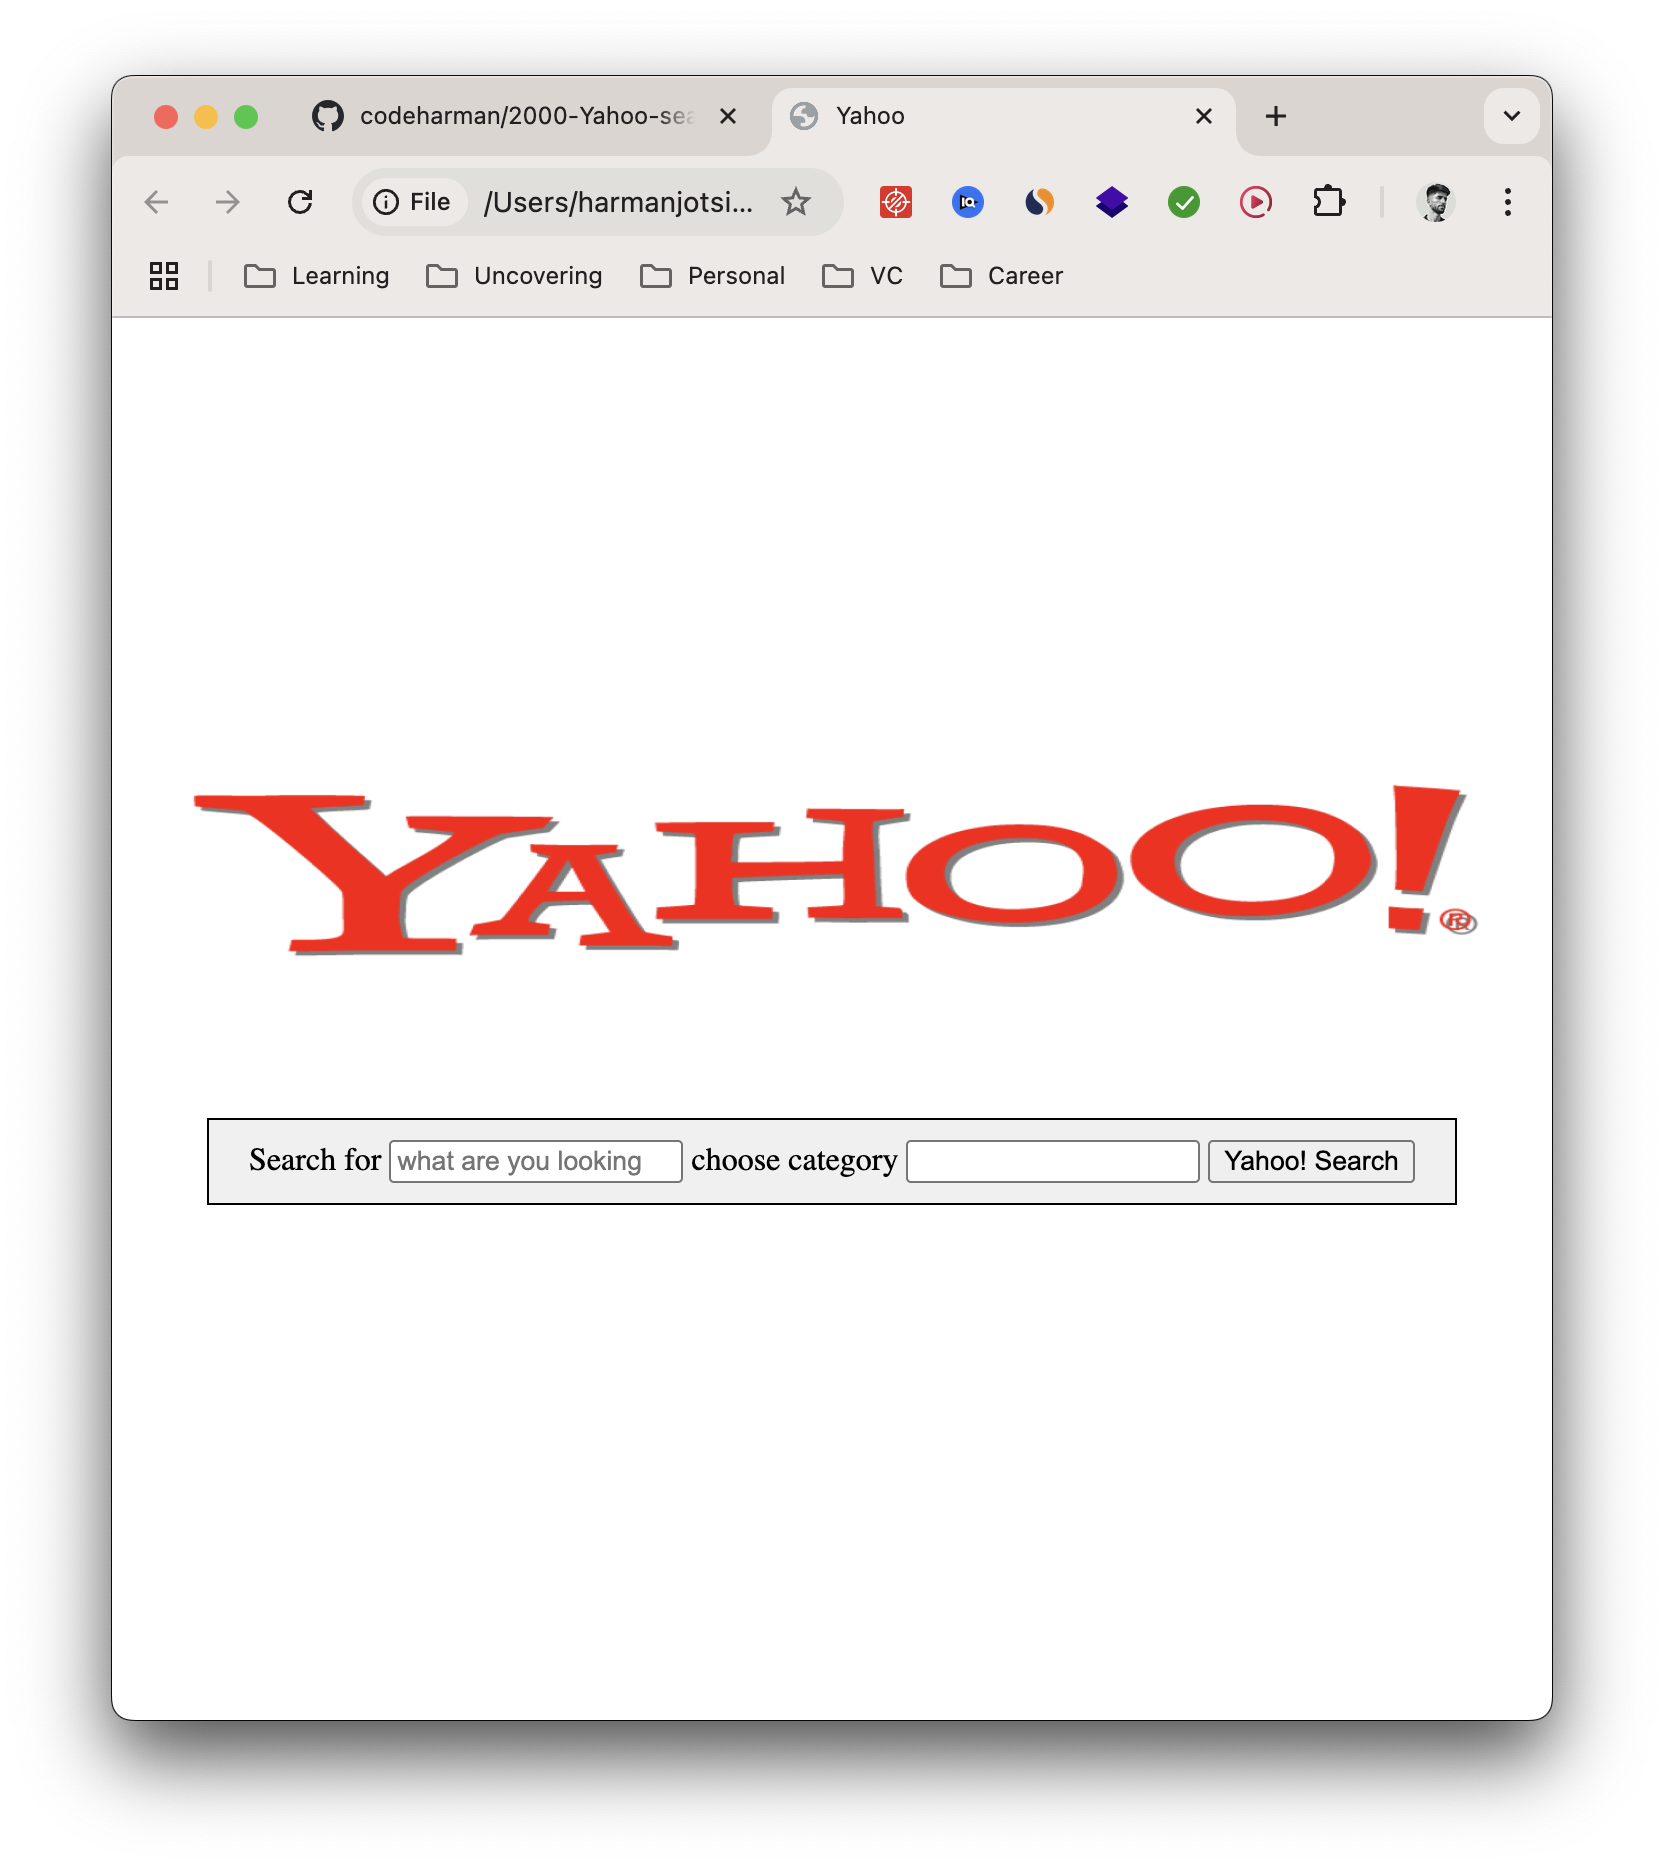 codeharman/2000-Yahoo-sea
Yahoo
File /Users/harmanjotsi...
Learning Uncovering Personal VC Career
YAHOO!®
Search for what are you looking choose category Yahoo! Search